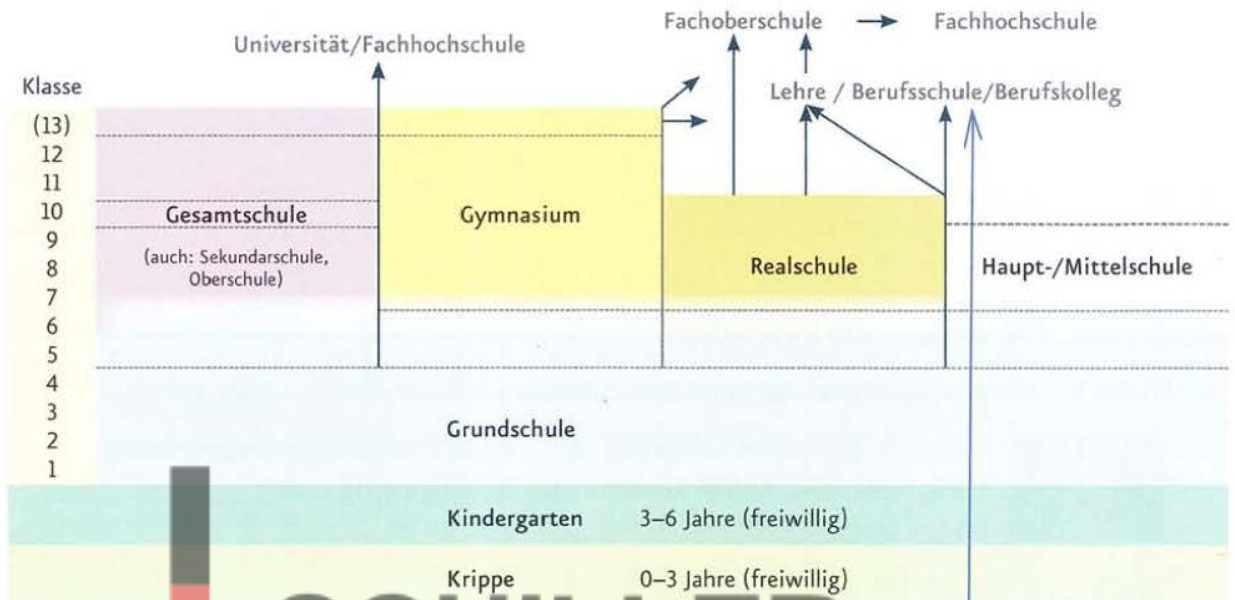 Fachoberschule → Fachhochschule
Universität/Fachhochschule
Klasse
Lehre / Berufsschule/Berufskolleg
(13)
12
11
10
9
8
7
6
5
4
3
2
1
Gesamtschule
(auch: Sekundarschule,
Oberschule)
Gymnasium
Realschule
Haupt-/Mittelschule
Grundschule
Kindergarten 3–6 Jahre (freiwillig)
Krippe 0–3 Jahre (freiwillig)